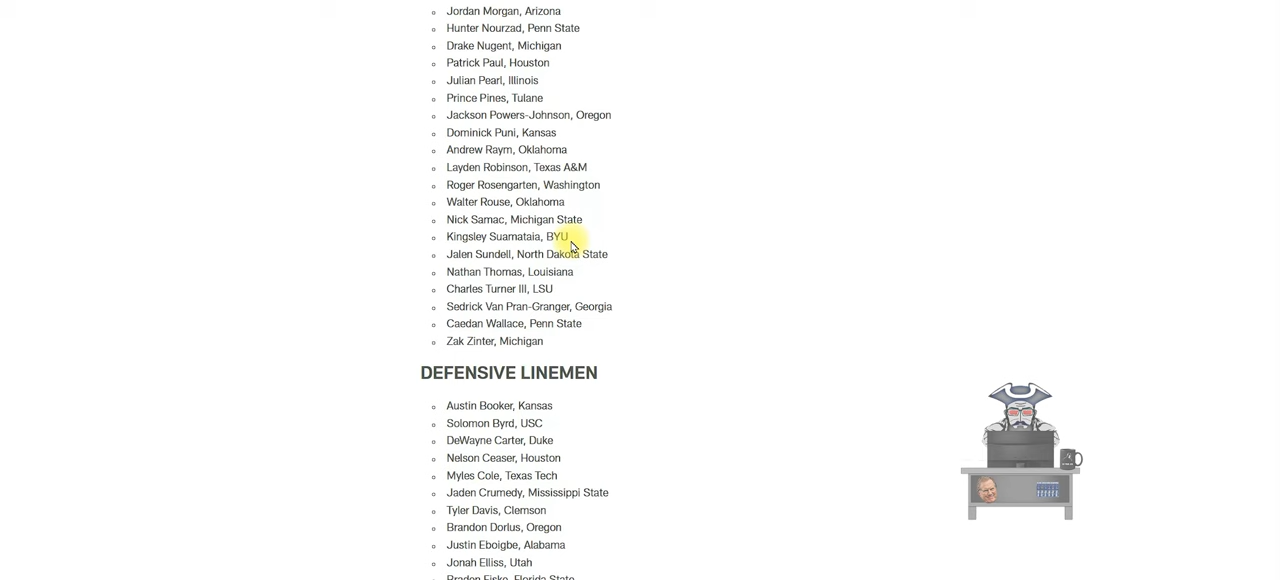 Jordan Morgan, Arizona
Hunter Nourzad, Penn State
Drake Nugent, Michigan
Patrick Paul, Houston
Julian Pearl, Illinois
Prince Pines, Tulane
Jackson Powers-Johnson, Oregon
Dominick Puni, Kansas
Andrew Raym, Oklahoma
Layden Robinson, Texas A&M
Roger Rosengarten, Washington
Walter Rouse, Oklahoma
Nick Samac, Michigan State
Kingsley Suamataia, BYU
Jalen Sundell, North Dakota State
Nathan Thomas, Louisiana
Charles Turner III, LSU
Sedrick Van Pran-Granger, Georgia
Caedan Wallace, Penn State
Zak Zinter, Michigan
DEFENSIVE LINEMEN
Austin Booker, Kansas
Solomon Byrd, USC
DeWayne Carter, Duke
Nelson Ceaser, Houston
Myles Cole, Texas Tech
Jaden Crumedy, Mississippi State
Tyler Davis, Clemson
Brandon Dorlus, Oregon
Justin Eboigbe, Alabama
Jonah Elliss, Utah
Braden Fiske, Florida State